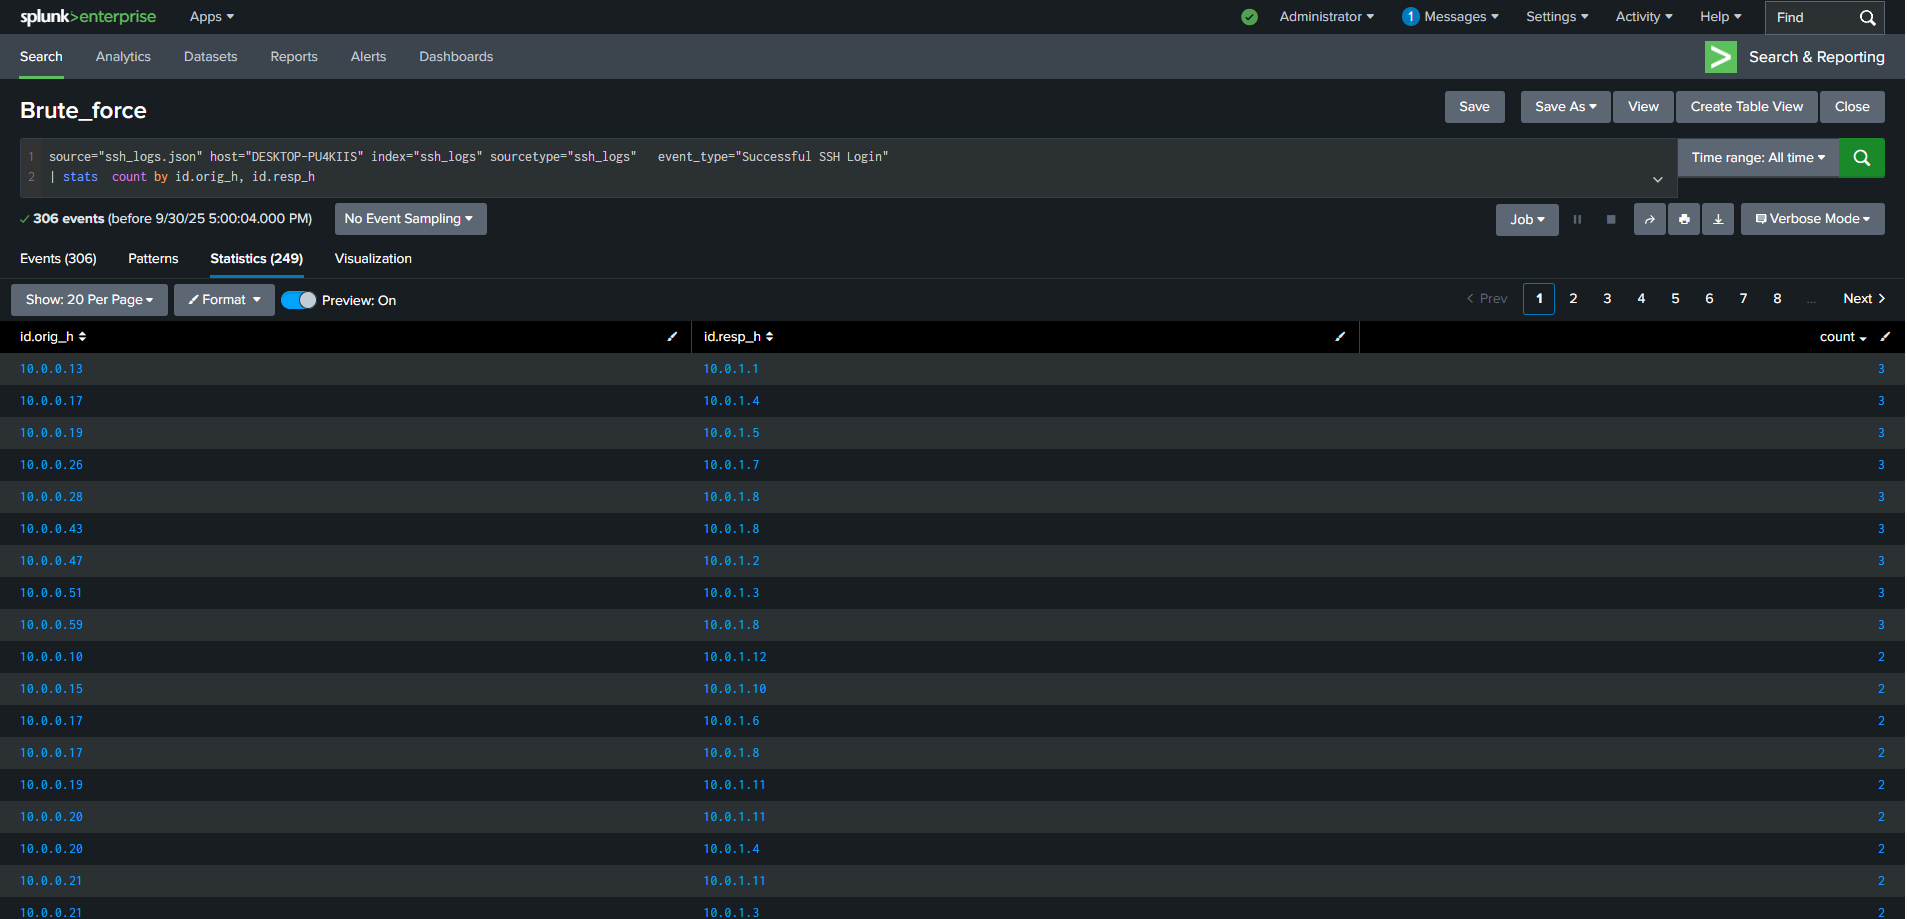 splunk>enterprise Apps Administrator 1 Messages Settings Activity Help Find
Search Analytics Datasets Reports Alerts Dashboards Search & Reporting
Brute_force Save Save As View Create Table View Close
1 source="ssh_logs.json" host="DESKTOP-PU4KIIS" index="ssh_logs" sourcetype="ssh_logs" event_type="Successful SSH Login" Time range: All time
2 | stats count by id.orig_h, id.resp_h
306 events (before 9/30/25 5:00:04.000 PM) No Event Sampling Job Verbose Mode
Events (306) Patterns Statistics (249) Visualization
Show: 20 Per Page Format Preview: On < Prev 1 2 3 4 5 6 7 8 ... Next >
id.orig_h id.resp_h count
10.0.0.13 10.0.1.1 3
10.0.0.17 10.0.1.4 3
10.0.0.19 10.0.1.5 3
10.0.0.26 10.0.1.7 3
10.0.0.28 10.0.1.8 3
10.0.0.43 10.0.1.8 3
10.0.0.47 10.0.1.2 3
10.0.0.51 10.0.1.3 3
10.0.0.59 10.0.1.8 3
10.0.0.10 10.0.1.12 2
10.0.0.15 10.0.1.10 2
10.0.0.17 10.0.1.6 2
10.0.0.17 10.0.1.8 2
10.0.0.19 10.0.1.11 2
10.0.0.20 10.0.1.11 2
10.0.0.20 10.0.1.4 2
10.0.0.21 10.0.1.11 2
10.0.0.21 10.0.1.3 2